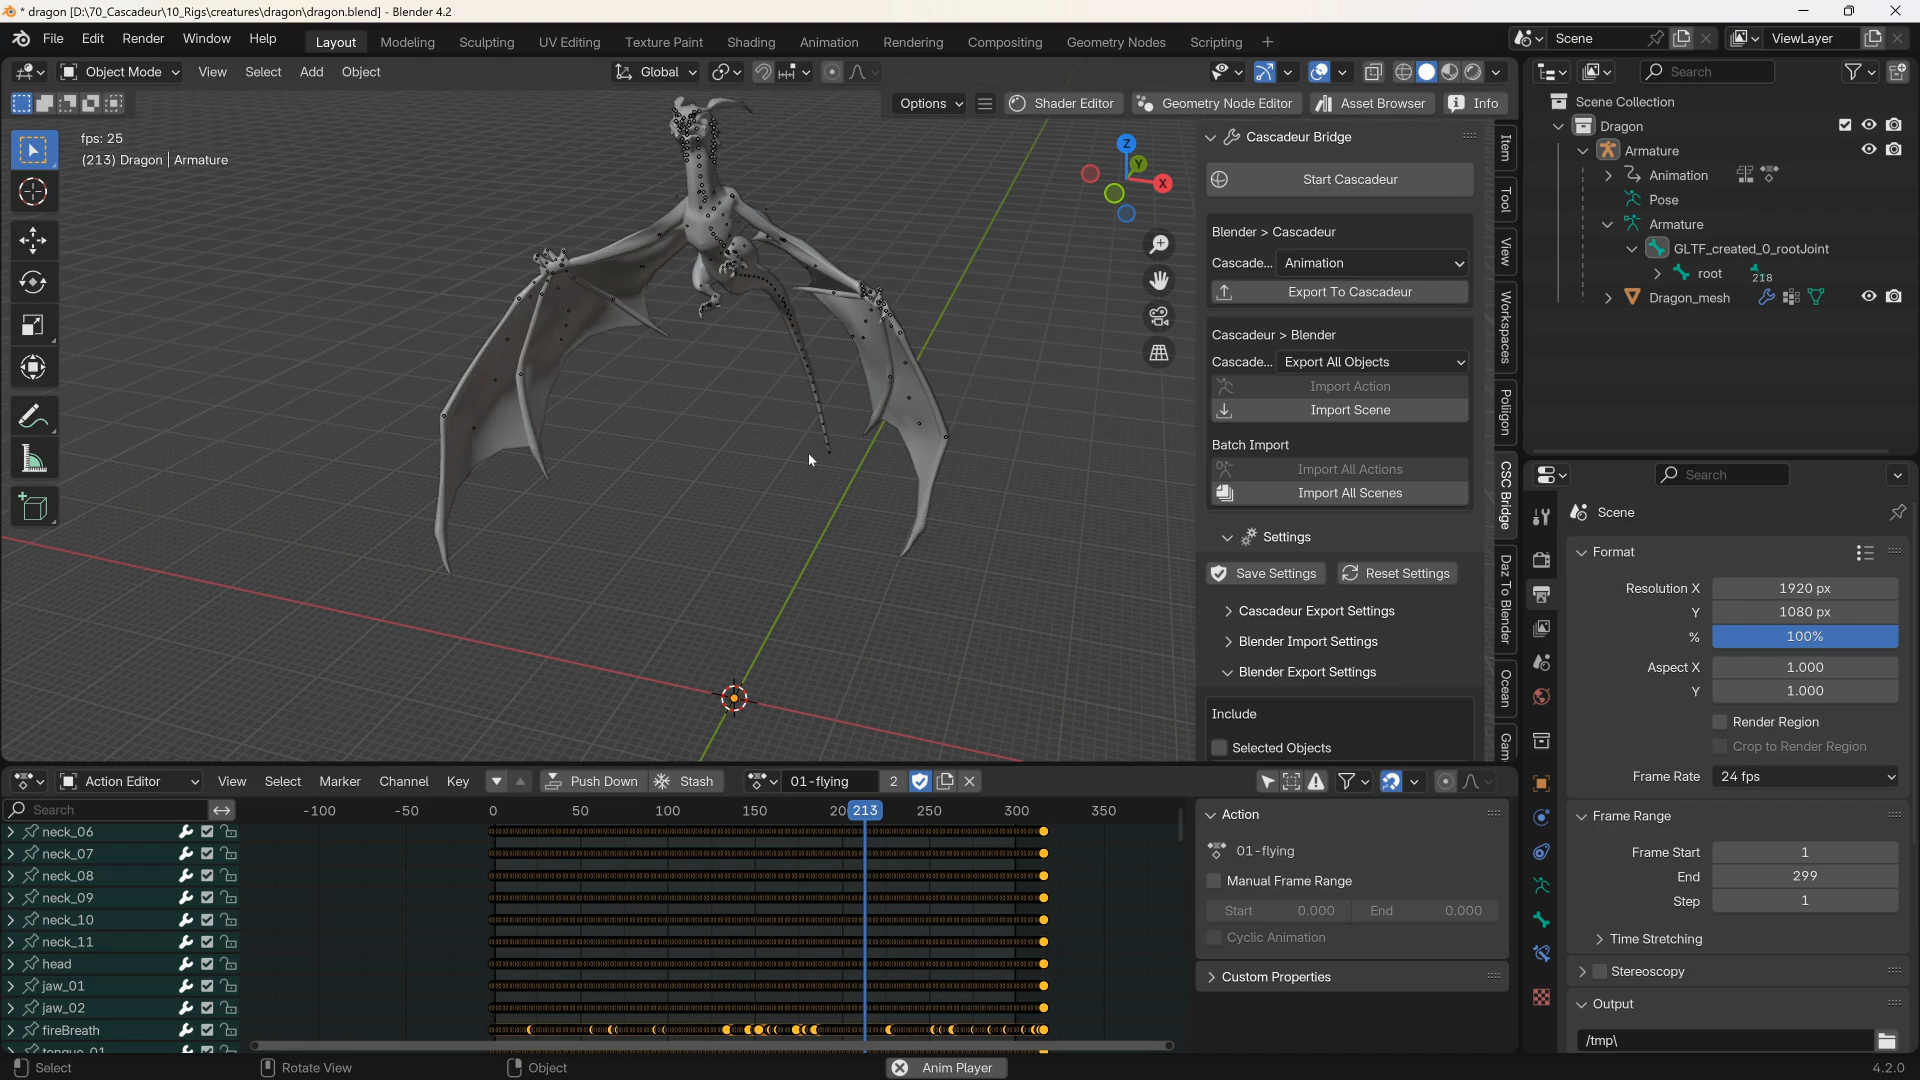 * dragon [D:\70_Cascadeur\10_Rigs\creatures\dragon\dragon.blend] - Blender 4.2
File Edit Render Window Help Layout Modeling Sculpting UV Editing Texture Paint Shading Animation Rendering Compositing Geometry Nodes Scripting + Scene ViewLayer
Object Mode View Select Add Object Global Search
Options Shader Editor Geometry Node Editor Asset Browser Info
fps: 25
(213) Dragon | Armature
Z
Y
X
Cascadeur Bridge
Start Cascadeur
Blender > Cascadeur
Cascade... Animation
Export To Cascadeur
Cascadeur > Blender
Cascade... Export All Objects
Import Action
Import Scene
Batch Import
Import All Actions
Import All Scenes
Settings
Save Settings Reset Settings
Cascadeur Export Settings
Blender Import Settings
Blender Export Settings
Include
Selected Objects
Item
Tool
View
Workspaces
Poliigon
CSC Bridge
Daz To Blender
Ocean
Gam
Scene Collection
Dragon
Armature
Animation
Pose
Armature
GLTF_created_0_rootJoint
root 218
Dragon_mesh
Search
Scene
Format
Resolution X 1920 px
Y 1080 px
% 100%
Aspect X 1.000
Y 1.000
Render Region
Crop to Render Region
Frame Rate 24 fps
Frame Range
Frame Start 1
End 299
Step 1
Time Stretching
Stereoscopy
Output
/tmp\
Action Editor View Select Marker Channel Key Push Down Stash 01-flying 2
Search -100 -50 0 50 100 150 20 213 250 300 350
neck_06
neck_07
neck_08
neck_09
neck_10
neck_11
head
jaw_01
jaw_02
fireBreath
tongue_01
Action
01-flying
Manual Frame Range
Start 0.000 End 0.000
Cyclic Animation
Custom Properties
Select Rotate View Object Anim Player 4.2.0